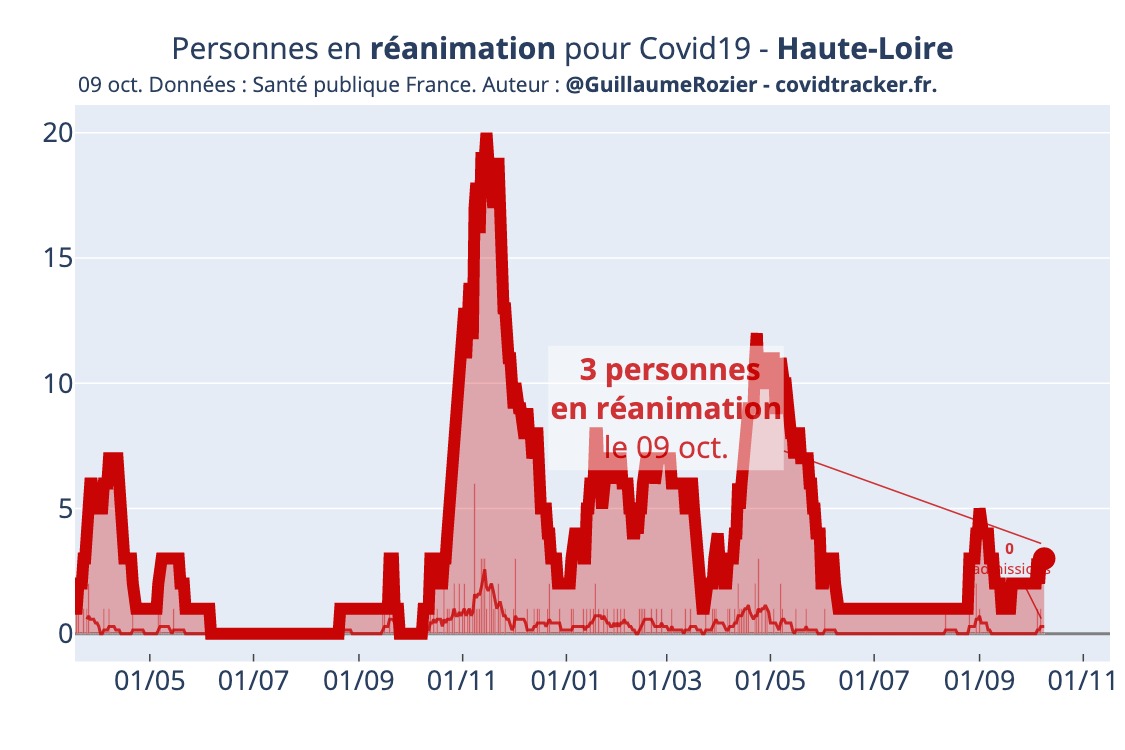 Personnes en réanimation pour Covid19 - Haute-Loire
09 oct. Données : Santé publique France. Auteur : @GuillaumeRozier - covidtracker.fr.
20
15
10
5
0
3 personnes
en réanimation
le 09 oct.
0
admissions
01/05 01/07 01/09 01/11 01/01 01/03 01/05 01/07 01/09 01/11